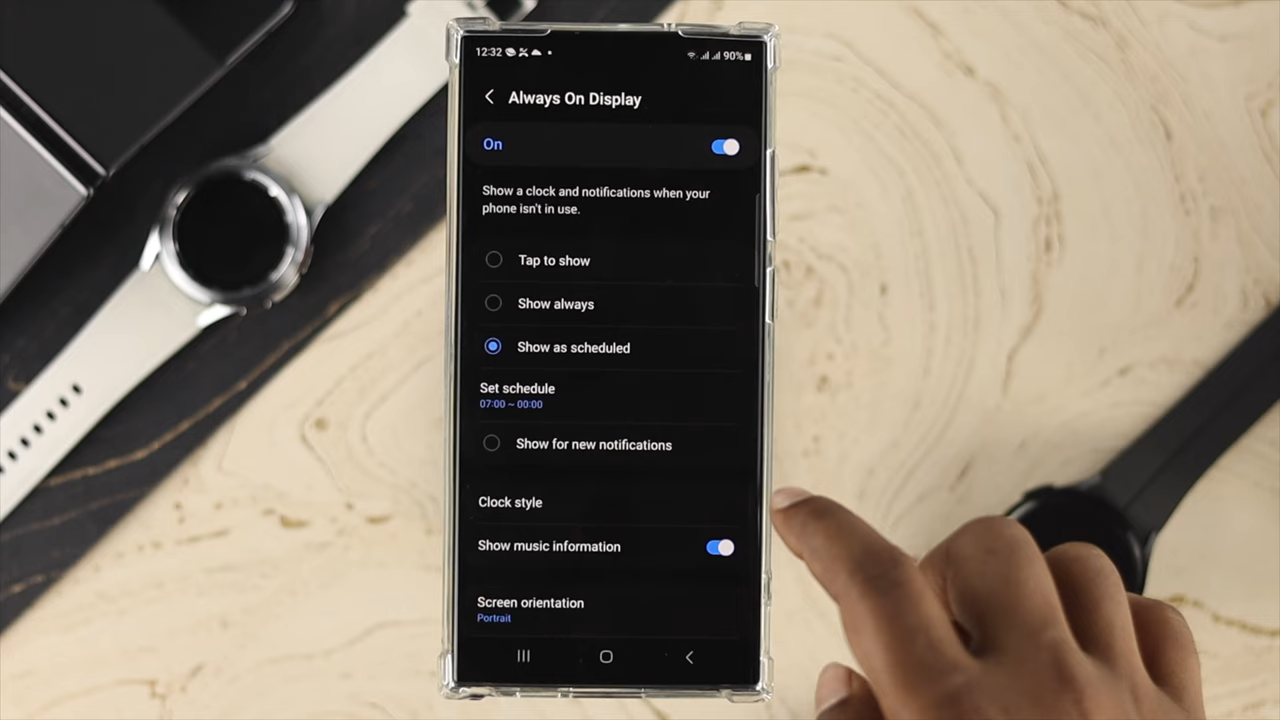 12:32 90%
Always On Display
On
Show a clock and notifications when your
phone isn't in use.
Tap to show
Show always
Show as scheduled
Set schedule
07:00 ~ 00:00
Show for new notifications
Clock style
Show music information
Screen orientation
Portrait